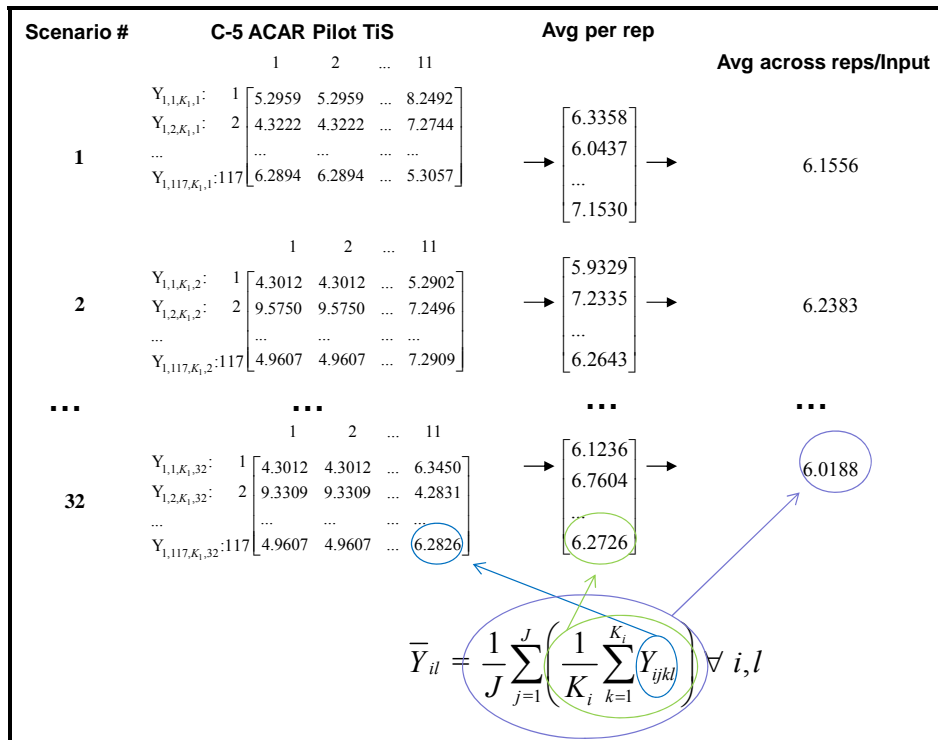 Scenario # C-5 ACAR Pilot TiS Avg per rep
Avg across reps/Input
1 2 ... 11
Y1,1,K1,1: 1 5.2959 5.2959 ... 8.2492 6.3358
Y1,2,K1,1: 2 4.3222 4.3222 ... 7.2744 6.0437
1 ... ... ... ... ... ... 6.1556
Y1,117,K1,1:117 6.2894 6.2894 ... 5.3057 7.1530
1 2 ... 11
Y1,1,K1,2: 1 4.3012 4.3012 ... 5.2902 5.9329
2 Y1,2,K1,2: 2 9.5750 9.5750 ... 7.2496 7.2335 6.2383
... ... ... ... ... ...
Y1,117,K1,2:117 4.9607 4.9607 ... 7.2909 6.2643
... ... ... ...
1 2 ... 11
Y1,1,K1,32: 1 4.3012 4.3012 ... 6.3450 6.1236 6.0188
32 Y1,2,K1,32: 2 9.3309 9.3309 ... 4.2831 6.7604
... ... ... ... ... ...
Y1,117,K1,32:117 4.9607 4.9607 ... 6.2826 6.2726
Ȳil = 1/J ∑j=1^J ( 1/Ki ∑k=1^Ki Yijkl ) ∀ i,l